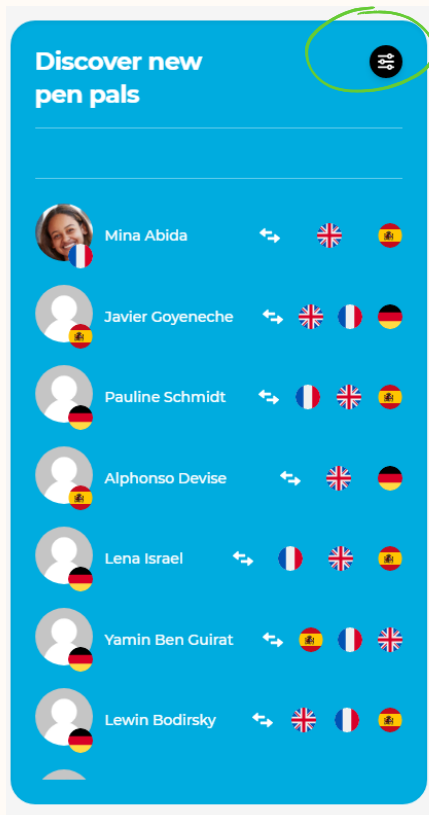 Discover new
pen pals
Mina Abida
Javier Goyeneche
Pauline Schmidt
Alphonso Devise
Lena Israel
Yamin Ben Guirat
Lewin Bodirsky